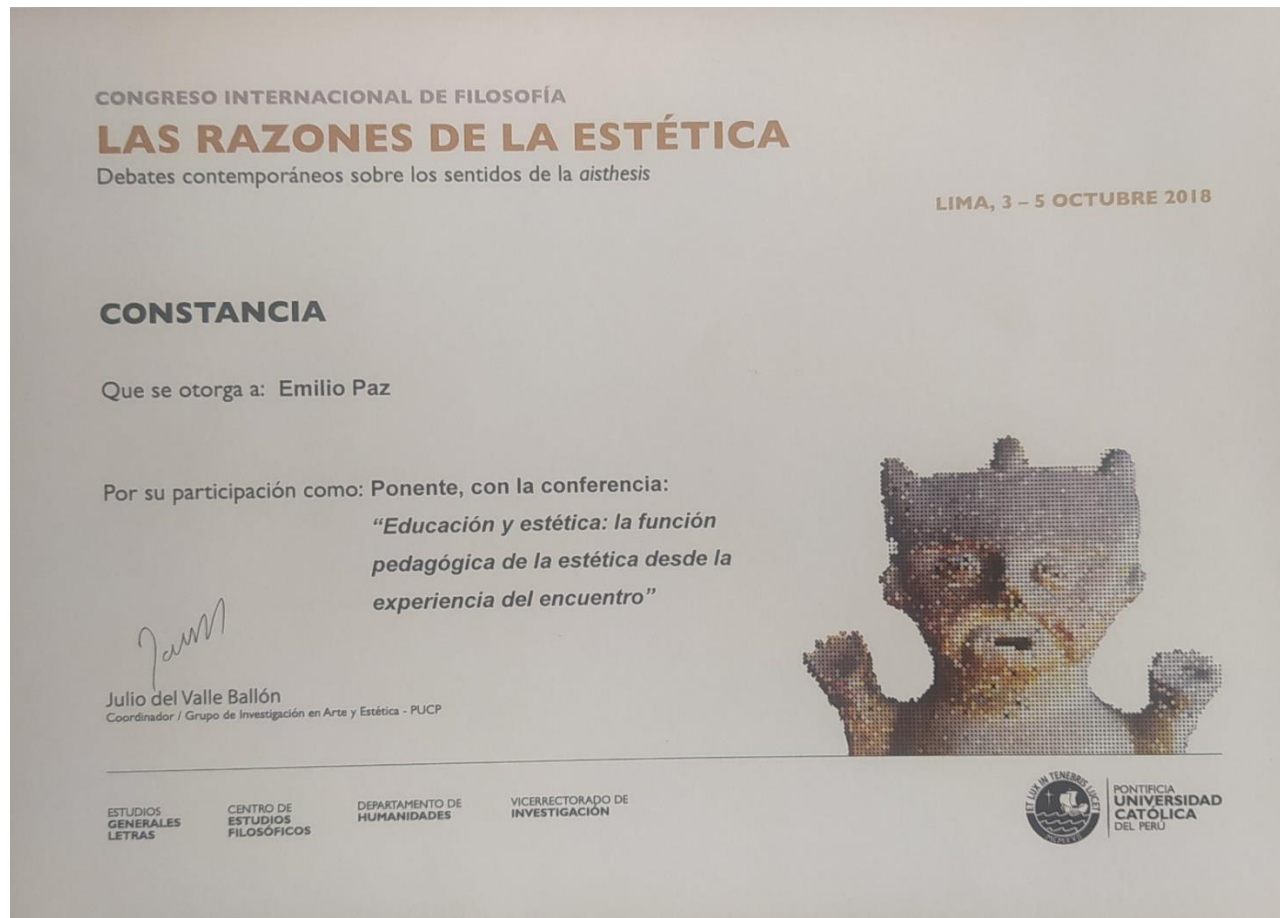 CONGRESO INTERNACIONAL DE FILOSOFÍA
LAS RAZONES DE LA ESTÉTICA
Debates contemporáneos sobre los sentidos de la aisthesis
LIMA, 3 – 5 OCTUBRE 2018
CONSTANCIA
Que se otorga a: Emilio Paz
Por su participación como: Ponente, con la conferencia:
“Educación y estética: la función
pedagógica de la estética desde la
experiencia del encuentro”
Julio del Valle Ballón
Coordinador / Grupo de Investigación en Arte y Estética - PUCP
ESTUDIOS
GENERALES
LETRAS
CENTRO DE
ESTUDIOS
FILOSÓFICOS
DEPARTAMENTO DE
HUMANIDADES
VICERRECTORADO DE
INVESTIGACIÓN
ET LUX IN TENEBRIS LUCET
MCMXVII
PONTIFICIA
UNIVERSIDAD
CATÓLICA
DEL PERÚ